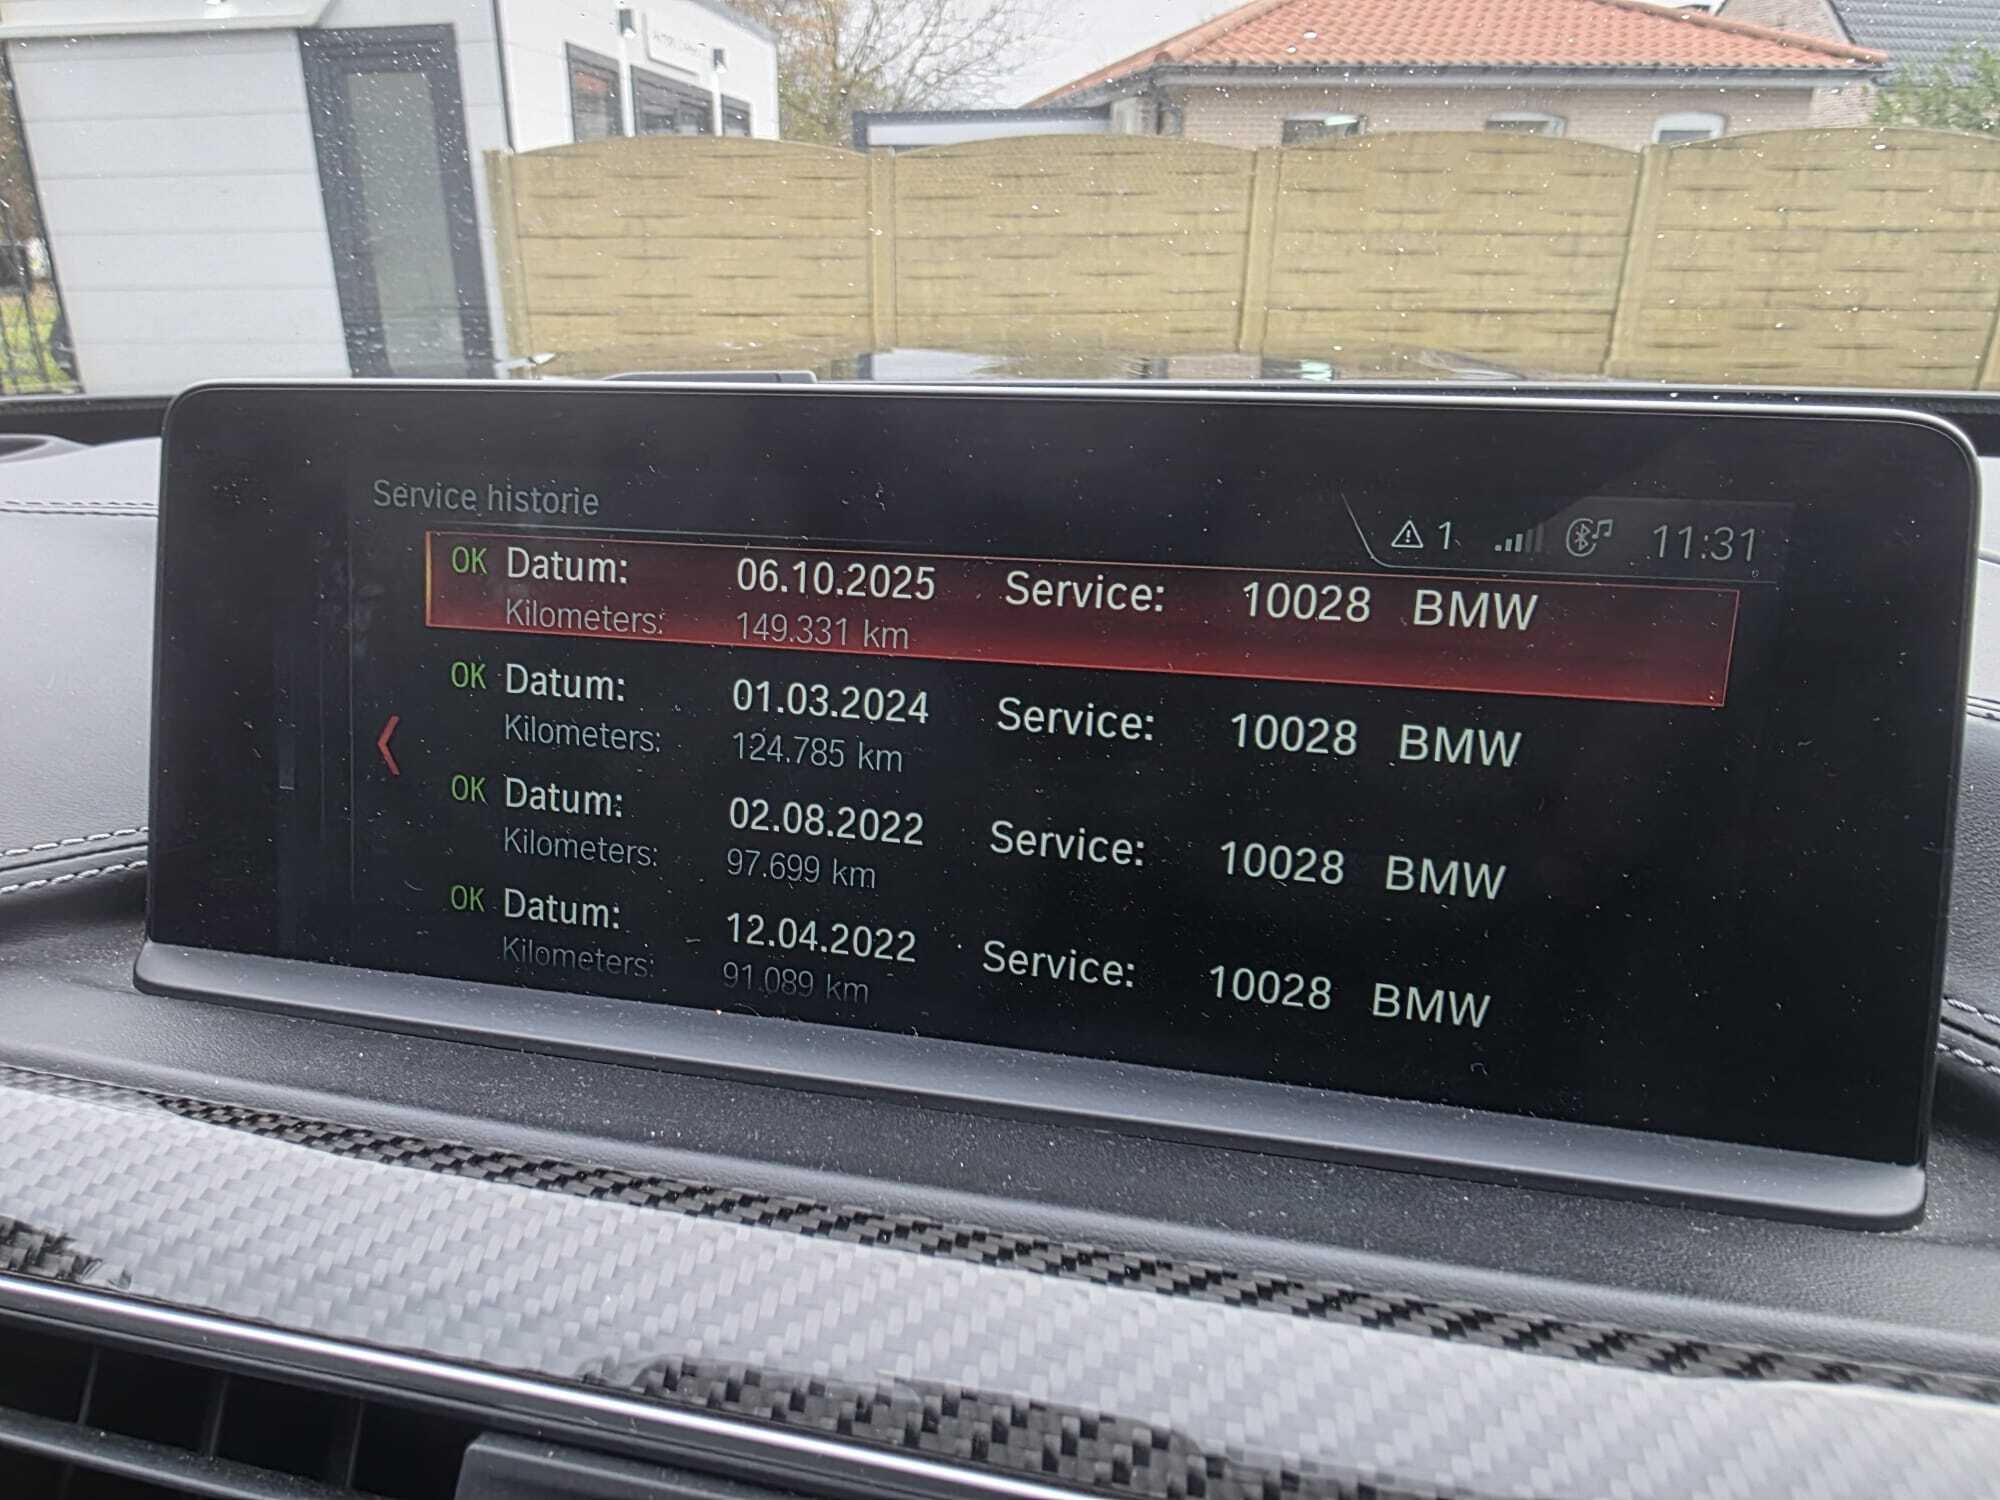 Service historie
1 11:31
OK Datum: 06.10.2025 Service: 10028 BMW
Kilometers: 149.331 km
OK Datum: 01.03.2024 Service: 10028 BMW
Kilometers: 124.785 km
OK Datum: 02.08.2022 Service: 10028 BMW
Kilometers: 97.699 km
OK Datum: 12.04.2022 Service: 10028 BMW
Kilometers: 91.089 km